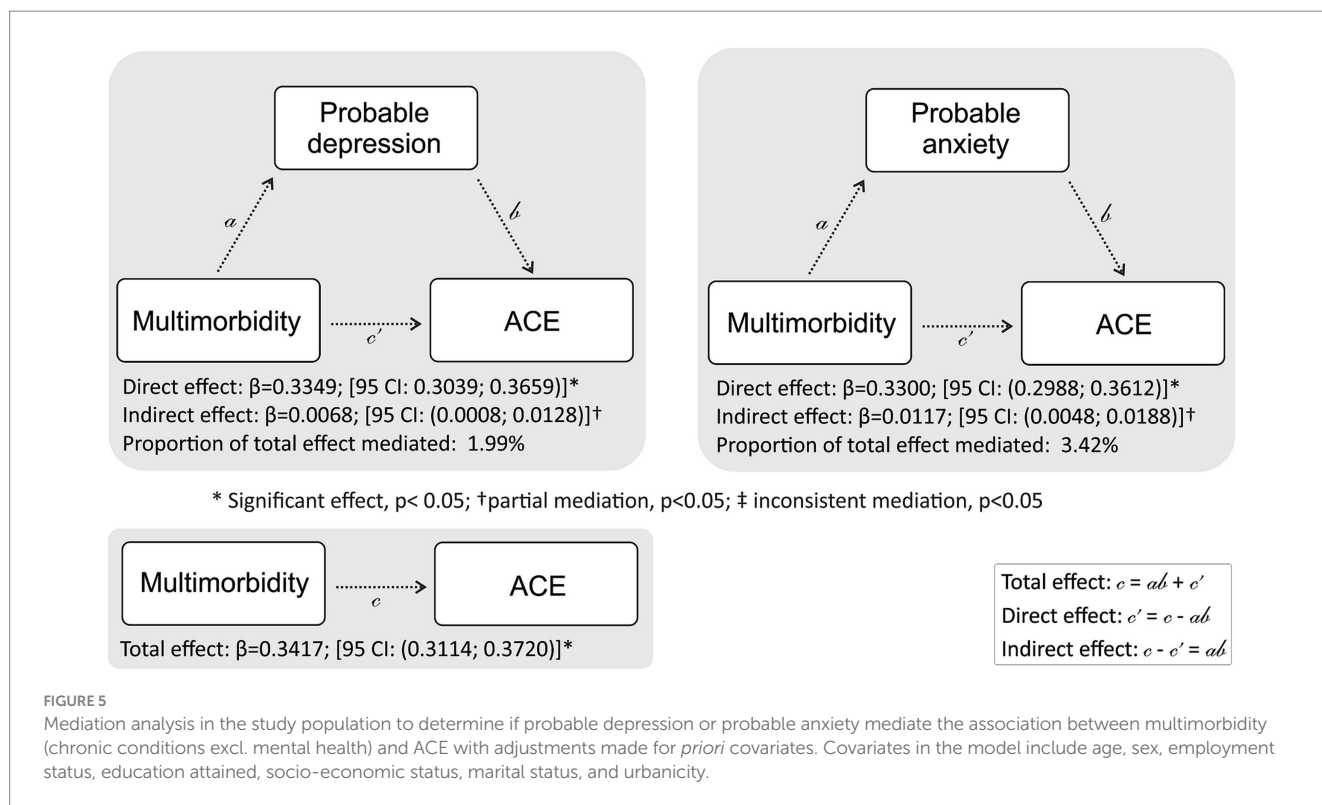 Probable
depression
a
b
Multimorbidity
c'
ACE
Direct effect: β=0.3349; [95 CI: 0.3039; 0.3659)]*
Indirect effect: β=0.0068; [95 CI: (0.0008; 0.0128)]†
Proportion of total effect mediated: 1.99%
Probable
anxiety
a
b
Multimorbidity
c'
ACE
Direct effect: β=0.3300; [95 CI: (0.2988; 0.3612)]*
Indirect effect: β=0.0117; [95 CI: (0.0048; 0.0188)]†
Proportion of total effect mediated: 3.42%
* Significant effect, p< 0.05; †partial mediation, p<0.05; ‡ inconsistent mediation, p<0.05
Multimorbidity
c
ACE
Total effect: β=0.3417; [95 CI: (0.3114; 0.3720)]*
Total effect: c = ab + c'
Direct effect: c' = c - ab
Indirect effect: c - c' = ab
FIGURE 5
Mediation analysis in the study population to determine if probable depression or probable anxiety mediate the association between multimorbidity
(chronic conditions excl. mental health) and ACE with adjustments made for priori covariates. Covariates in the model include age, sex, employment
status, education attained, socio-economic status, marital status, and urbanicity.